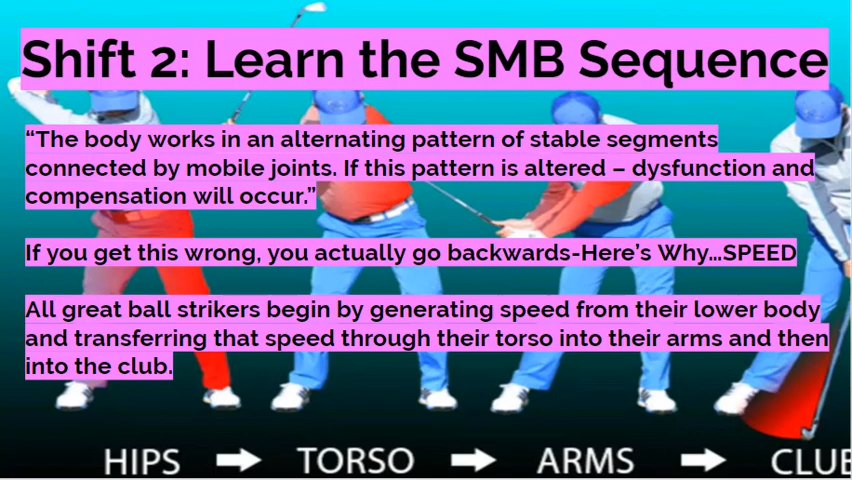 Shift 2: Learn the SMB Sequence
“The body works in an alternating pattern of stable segments
connected by mobile joints. If this pattern is altered – dysfunction and
compensation will occur.”
If you get this wrong, you actually go backwards-Here’s Why...SPEED
All great ball strikers begin by generating speed from their lower body
and transferring that speed through their torso into their arms and then
into the club.
HIPS → TORSO → ARMS → CLUB